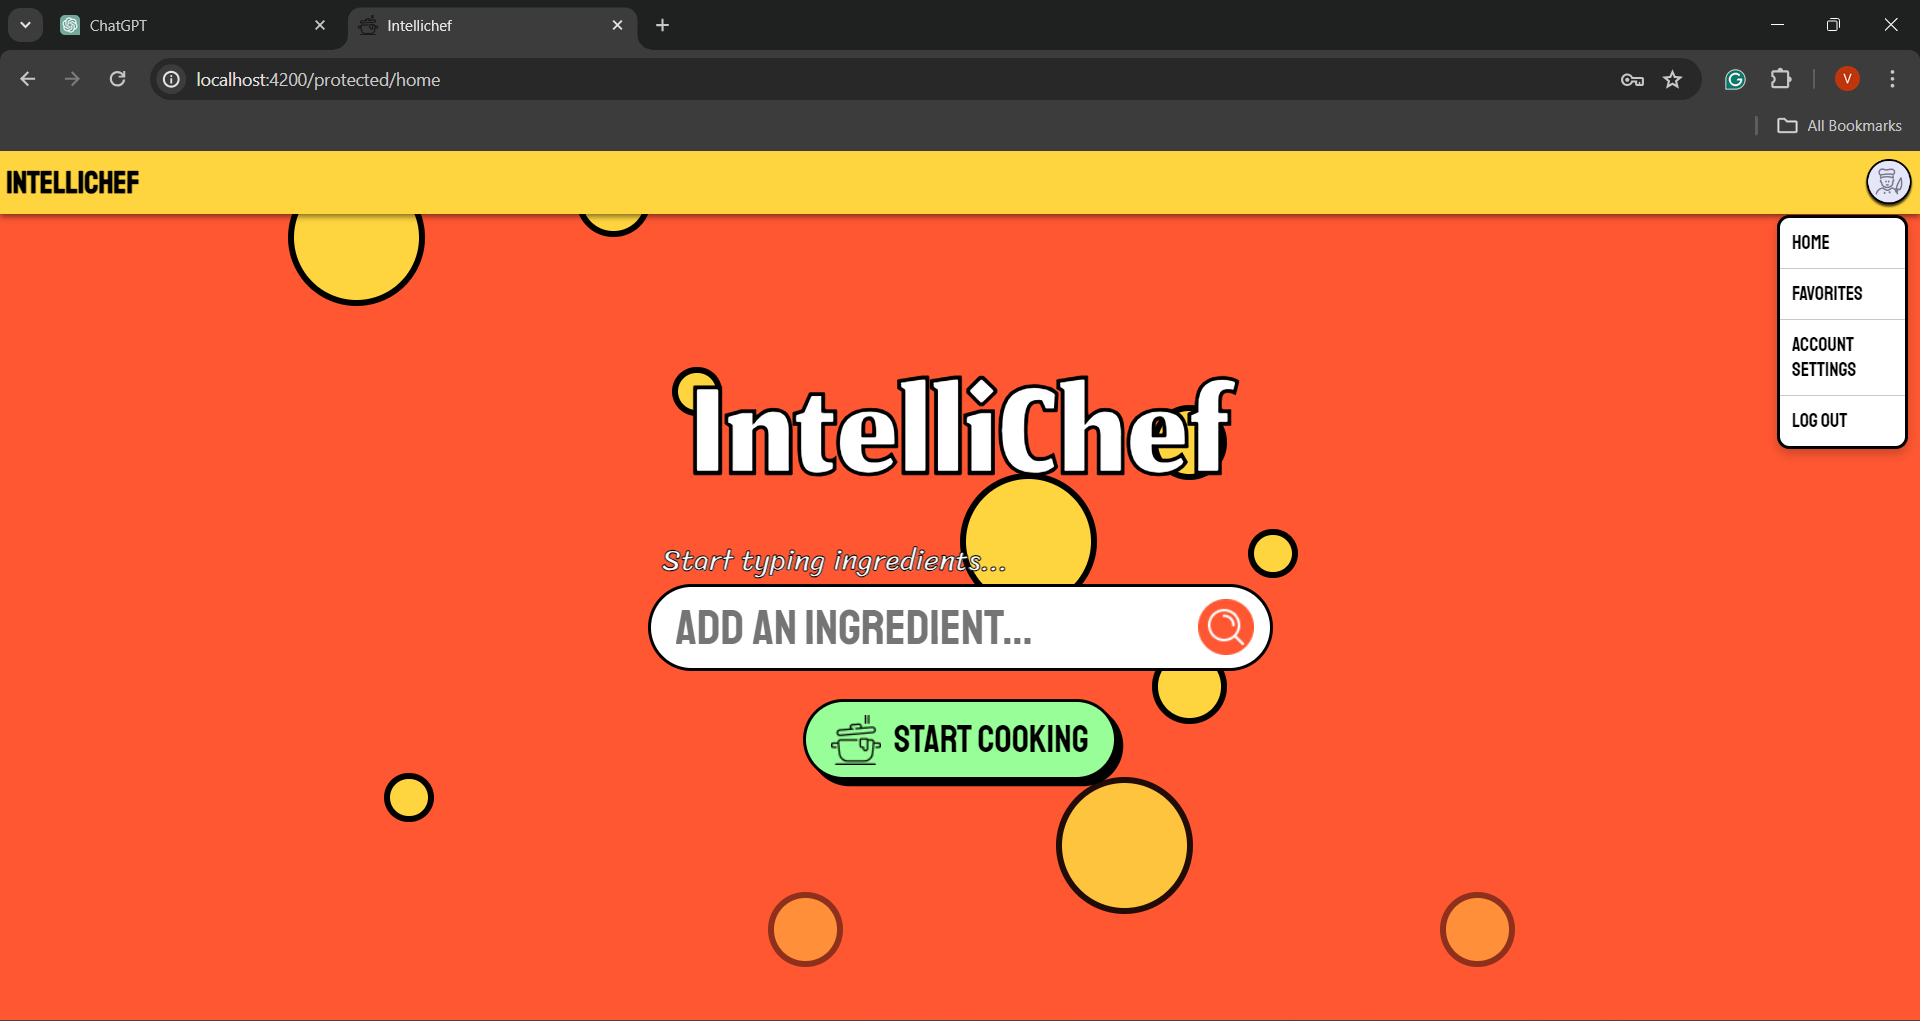 ChatGPT
Intellichef
localhost:4200/protected/home
V
All Bookmarks
INTELLICHEF
HOME
FAVORITES
ACCOUNT
SETTINGS
LOG OUT
IntelliChef
Start typing ingredients...
ADD AN INGREDIENT...
START COOKING